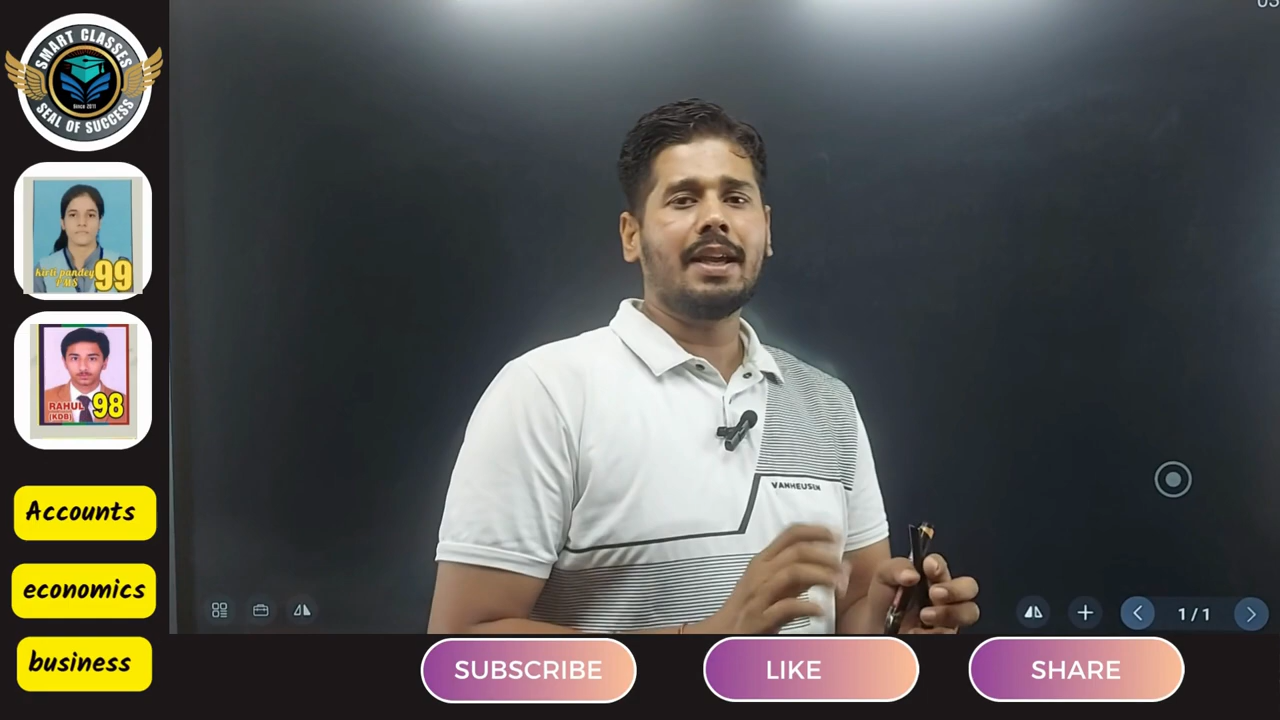 SMART CLASSES
Since 2011
SEAL OF SUCCESS
kirti pandey
99
RAHUL
(KDB)
98
Accounts
economics
business
VANHEUSEN
1/1
SUBSCRIBE
LIKE
SHARE